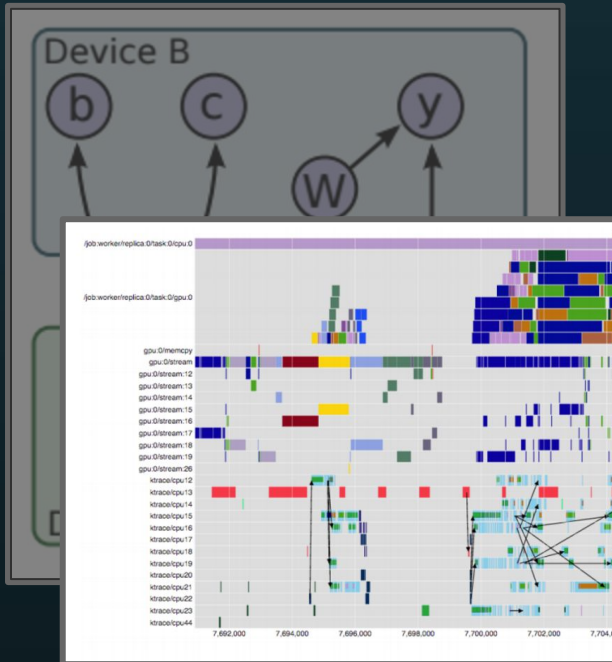 Device B
b c y
W
D
/job:worker/replica:0/task:0/cpu:0
/job:worker/replica:0/task:0/gpu:0
gpu:0/memcpy
gpu:0/stream
gpu:0/stream:12
gpu:0/stream:13
gpu:0/stream:14
gpu:0/stream:15
gpu:0/stream:16
gpu:0/stream:17
gpu:0/stream:18
gpu:0/stream:19
gpu:0/stream:26
ktrace/cpu12
ktrace/cpu13
ktrace/cpu14
ktrace/cpu15
ktrace/cpu16
ktrace/cpu17
ktrace/cpu18
ktrace/cpu19
ktrace/cpu20
ktrace/cpu21
ktrace/cpu22
ktrace/cpu23
ktrace/cpu44
7,692,000 7,694,000 7,696,000 7,698,000 7,700,000 7,702,000 7,704,